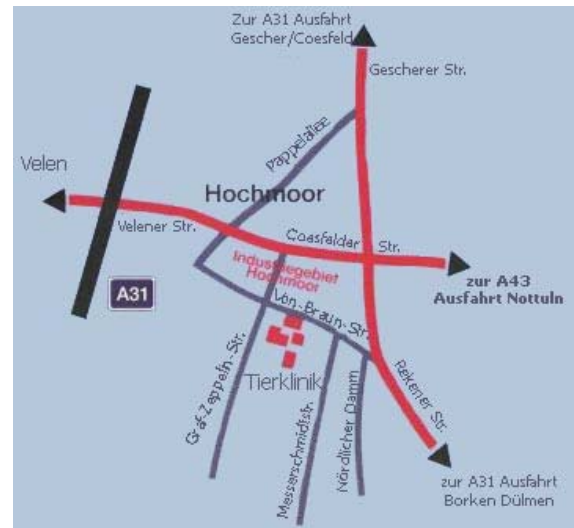 Zur A31 Ausfahrt
Gescher/Coesfeld
Gescherer Str.
Pappelallee
Velen
Hochmoor
Velener Str.
Coesfelder Str.
Industriegebiet
Hochmoor
zur A43
Ausfahrt Nottuln
A31
Von-Braun-Str.
Graf-Zeppelin-Str.
Tierklinik
Messerschmidtstr.
Nördlicher Damm
Rekener Str.
zur A31 Ausfahrt
Borken Dülmen